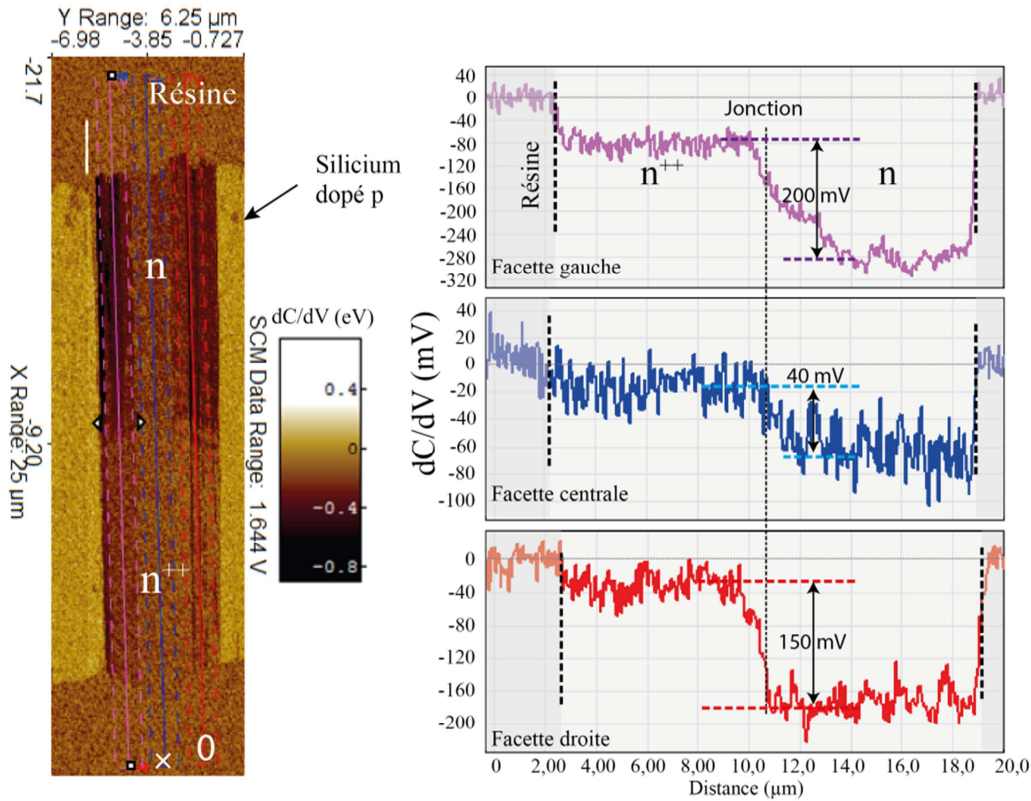 Y Range: 6.25 µm
-6.98 -3.85 -0.727
-21.7
-9.20
X Range: 25 µm
Résine
n
n++
× 0
Silicium
dopé p
dC/dV (eV)
0.4
0
-0.4
-0.8
SCM Data Range: 1.644 V
dC/dV (mV)
40
0
-40
-80
-120
-160
-200
-240
-280
-320
Résine
n++
Jonction
200 mV
n
Facette gauche
40
20
0
-20
-40
-60
-80
-100
40 mV
Facette centrale
0
-40
-80
-120
-160
-200
150 mV
Facette droite
0 2,00 4,00 6,00 8,00 10,0 12,0 14,0 16,0 18,0 20,0
Distance (µm)